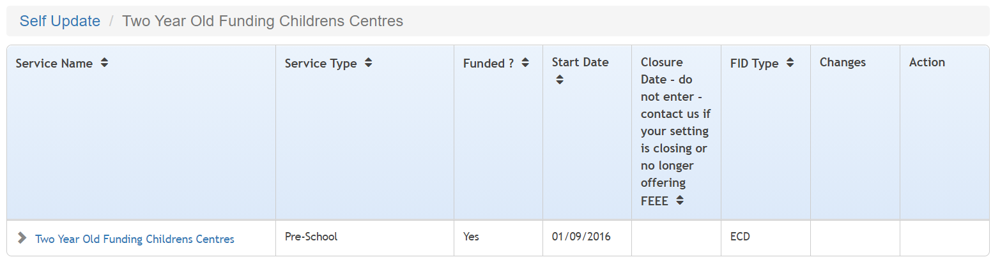 Self Update / Two Year Old Funding Childrens Centres
Service Name
Service Type
Funded ?
Start Date
Closure
Date - do
not enter -
contact us if
your setting
is closing or
no longer
offering
FEEE
FID Type
Changes
Action
Two Year Old Funding Childrens Centres
Pre-School
Yes
01/09/2016
ECD